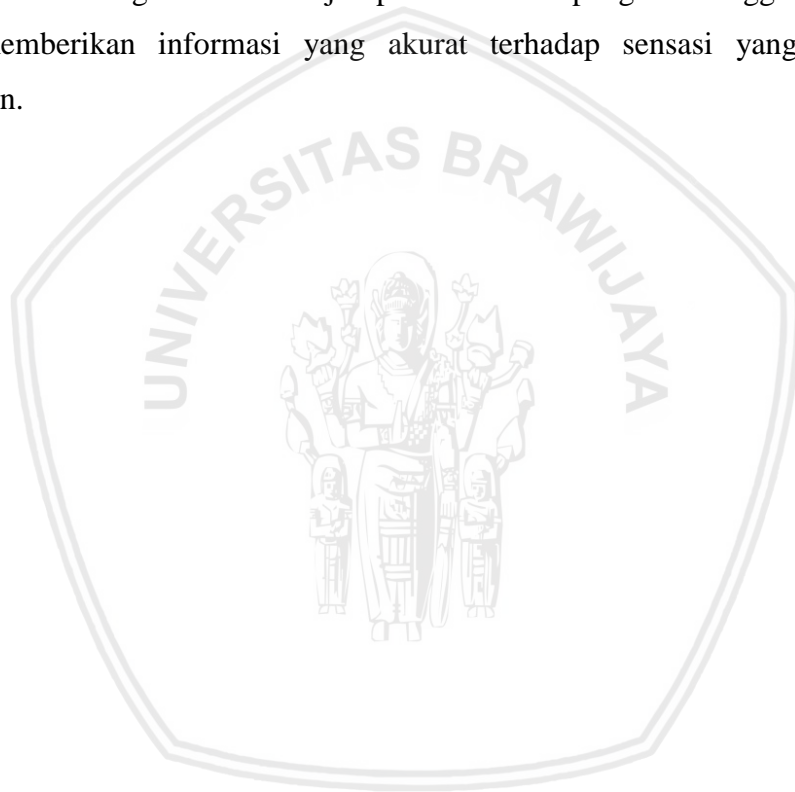 emberikan informasi yang akurat terhadap sensasi yang
n.
UNIVERSITAS BRAWIJAYA